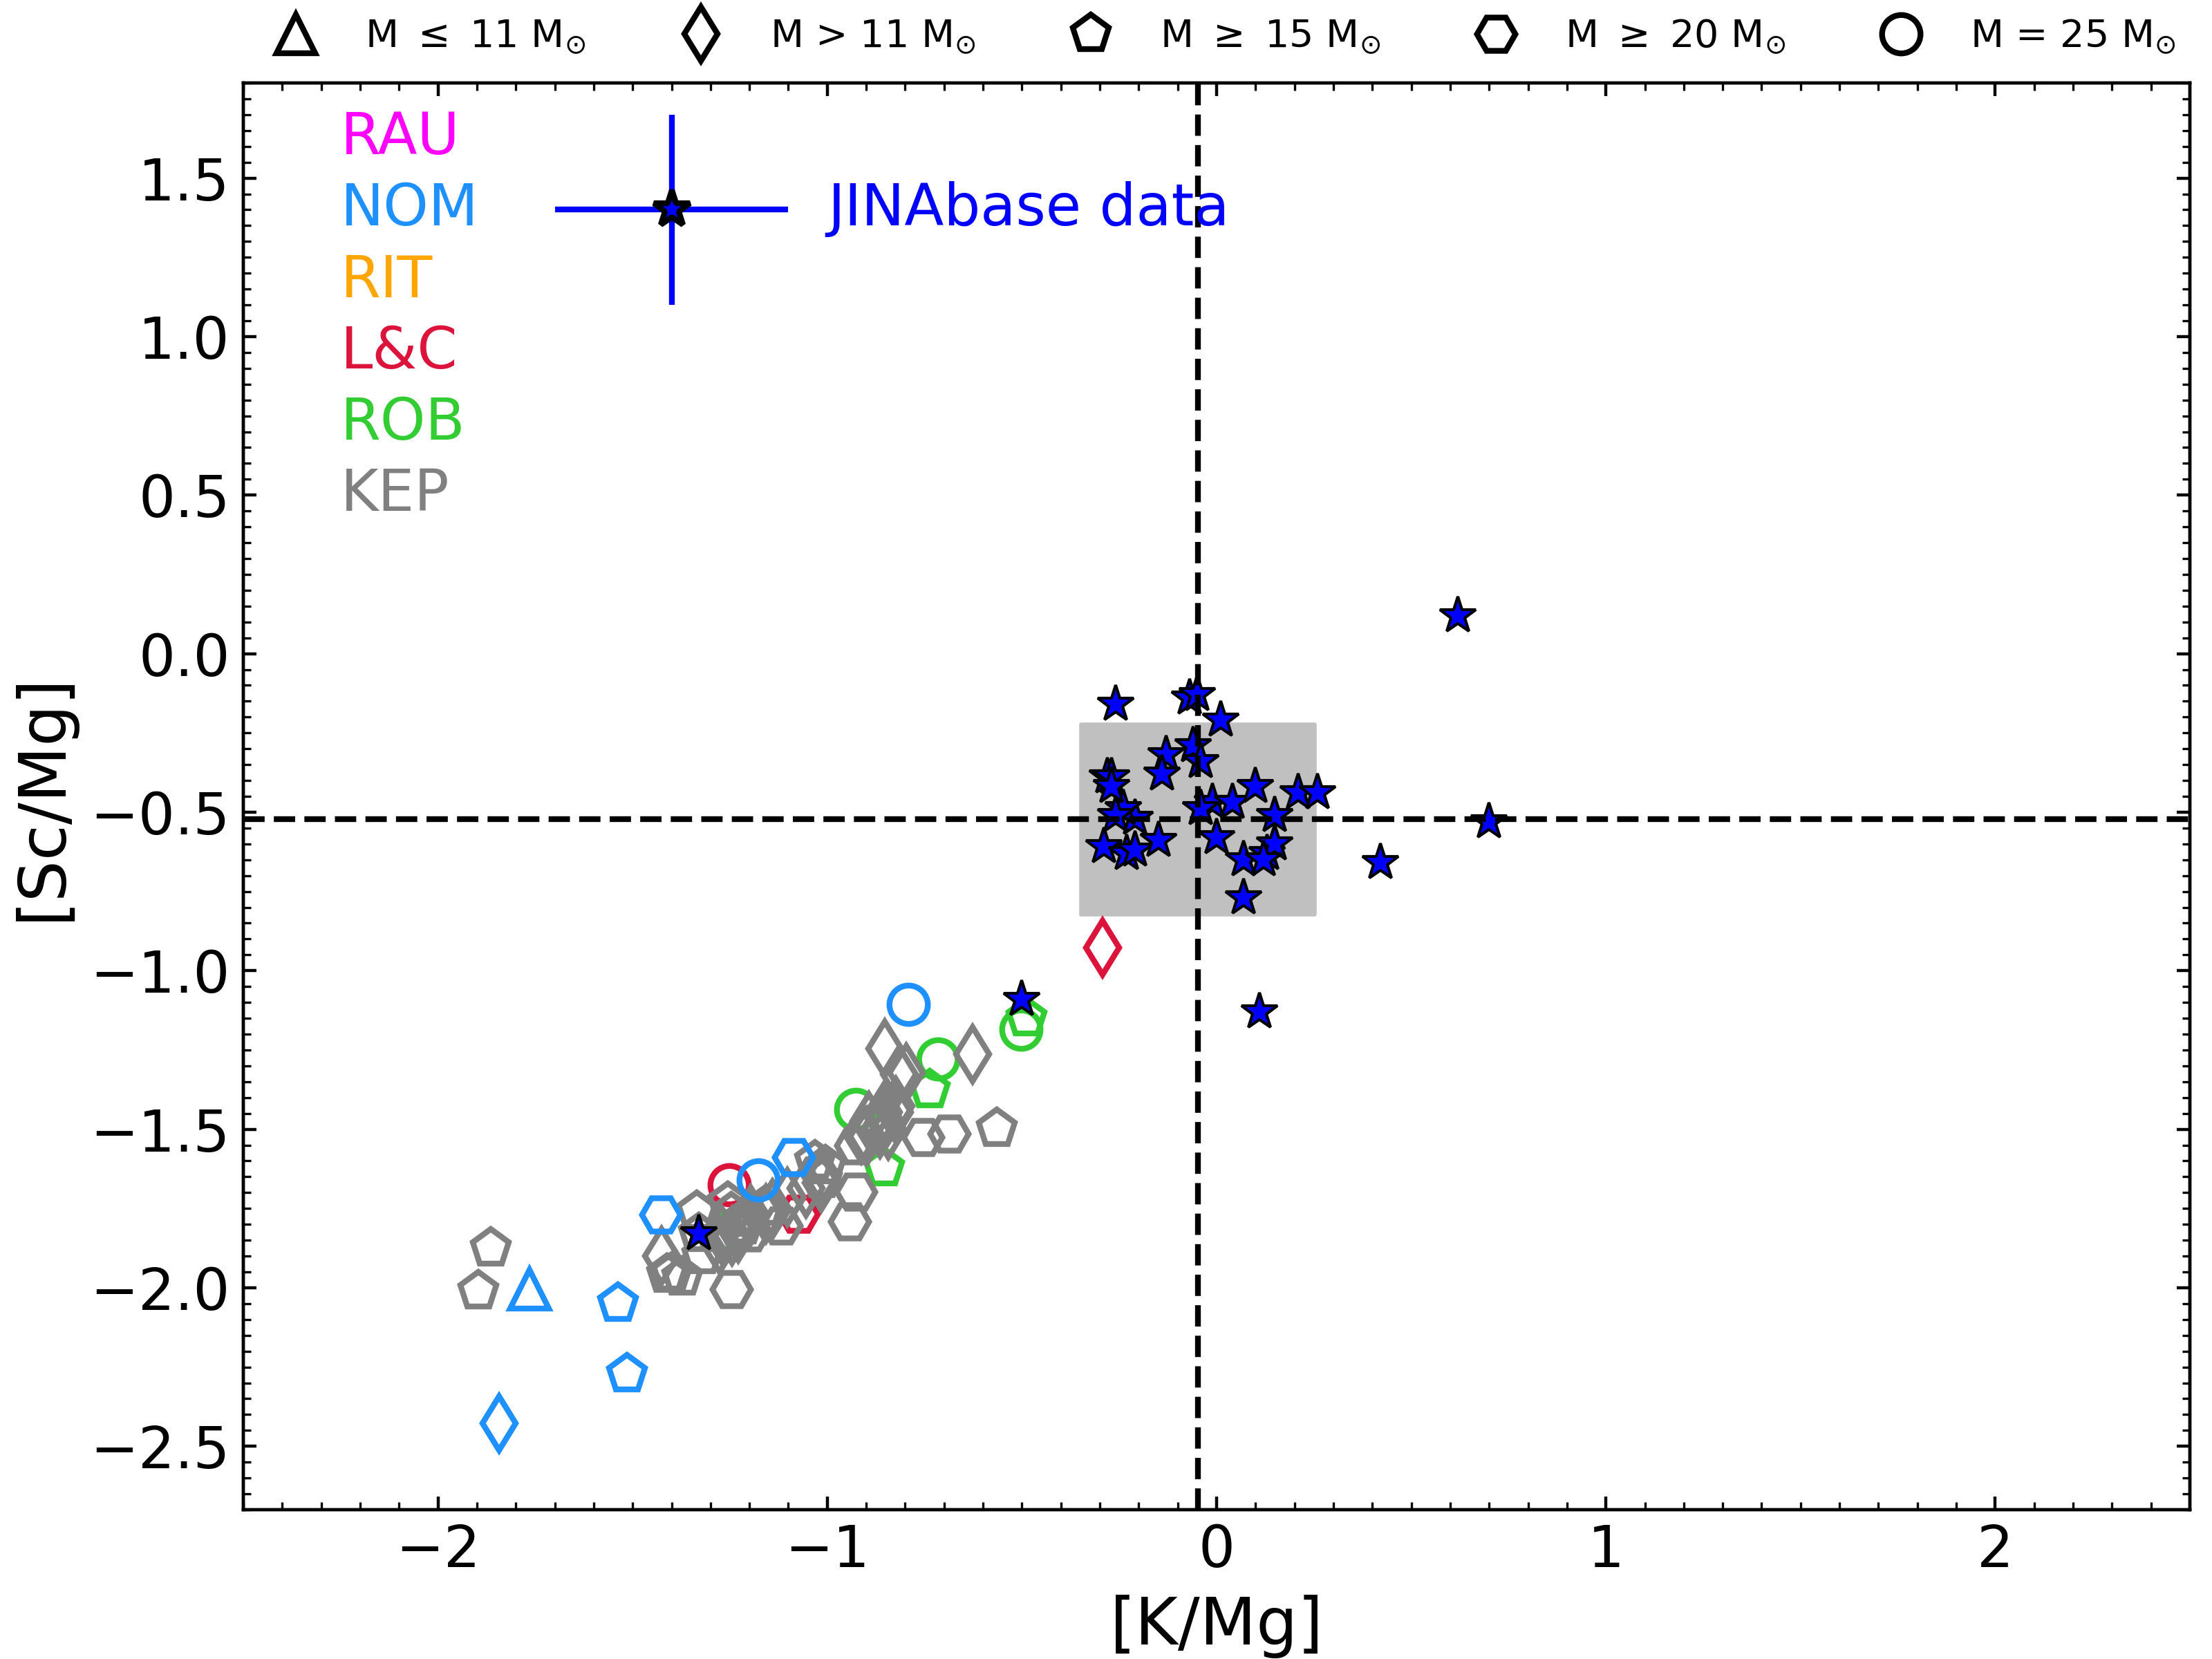 M ≤ 11 M⊙ M > 11 M⊙ M ≥ 15 M⊙ M ≥ 20 M⊙ M = 25 M⊙
RAU
NOM
RIT
L&C
ROB
KEP
JINAbase data
1.5
1.0
0.5
0.0
−0.5
−1.0
−1.5
−2.0
−2.5
[Sc/Mg]
−2 −1 0 1 2
[K/Mg]